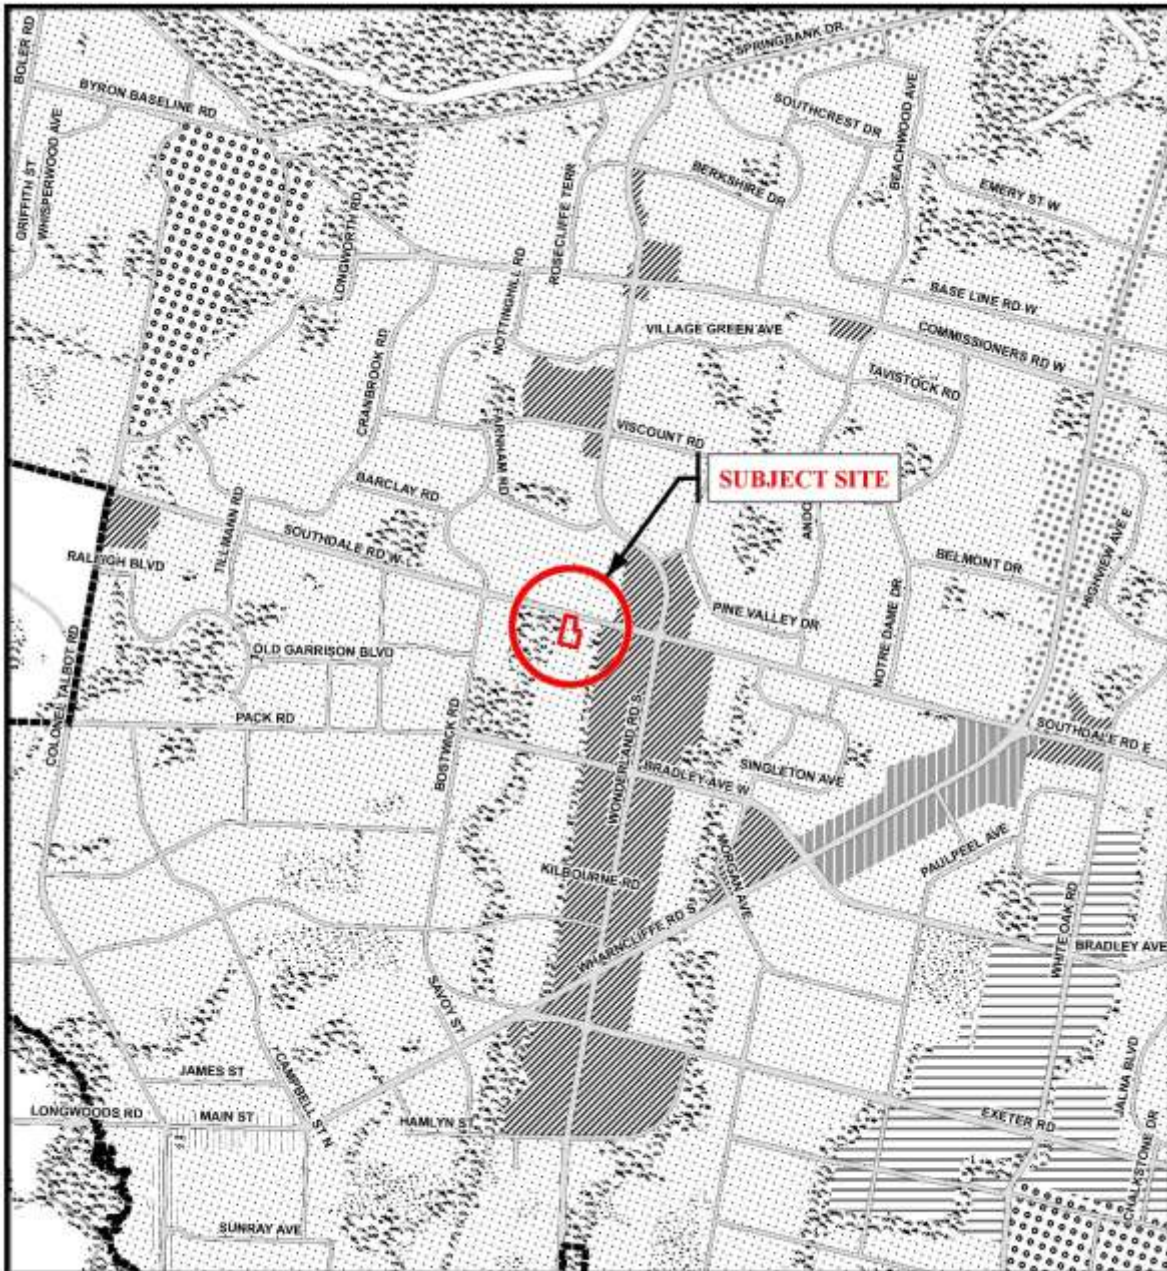 SPRINGBANK DR
BOLER RD
BYRON BASELINE RD
SOUTHCREST DR
BEACHWOOD AVE
GRIFFITH ST
WHISPERWOOD AVE
BERKSHIRE DR
EMERY ST W
ROSECLIFFE TERR
LONGWORTH RD
NOTTINGHILL RD
BASE LINE RD W
VILLAGE GREEN AVE
COMMISSIONERS RD W
CRANBROOK RD
TAVISTOCK RD
FARNHAM RD
VISCOUNT RD
BARCLAY RD
SUBJECT SITE
ANDO
TILLMANN RD
SOUTHDALE RD W
HIGHVIEW AVE E
RALEIGH BLVD
BELMONT DR
PINE VALLEY DR
NOTRE DAME DR
OLD GARRISON BLVD
COLONEL TALBOT RD
PACK RD
BOSTWICK RD
WONDERLAND RD S
SOUTHDALE RD E
BRADLEY AVE W
SINGLETON AVE
KILBOURNE RD
MORGAN AVE
PAULPEEL AVE
WHARNCLIFFE RD S
WHITE OAK RD
BRADLEY AVE
SAVOY ST
JAMES ST
CAMPBELL ST N
JALNA BLVD
LONGWOODS RD
MAIN ST
HAMLYN ST
EXETER RD
CHALKSTONE DR
SUNRAY AVE